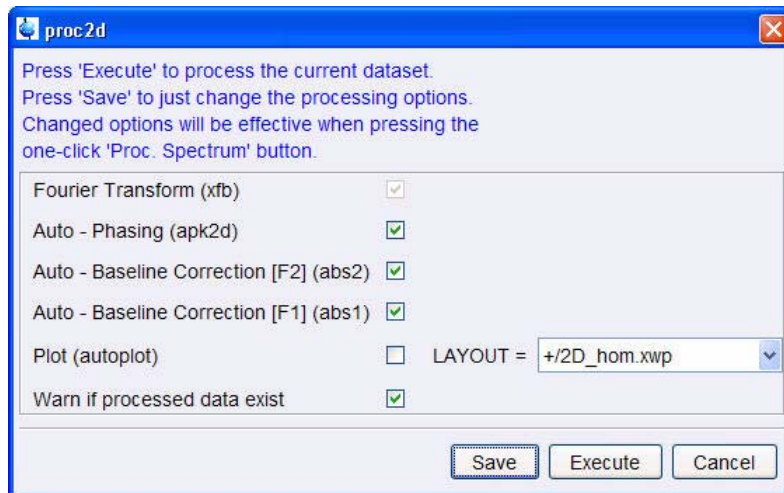 proc2d
Press 'Execute' to process the current dataset.
Press 'Save' to just change the processing options.
Changed options will be effective when pressing the
one-click 'Proc. Spectrum' button.
Fourier Transform (xfb)
Auto - Phasing (apk2d)
Auto - Baseline Correction [F2] (abs2)
Auto - Baseline Correction [F1] (abs1)
Plot (autoplot) LAYOUT = +/2D_hom.xwp
Warn if processed data exist
Save Execute Cancel